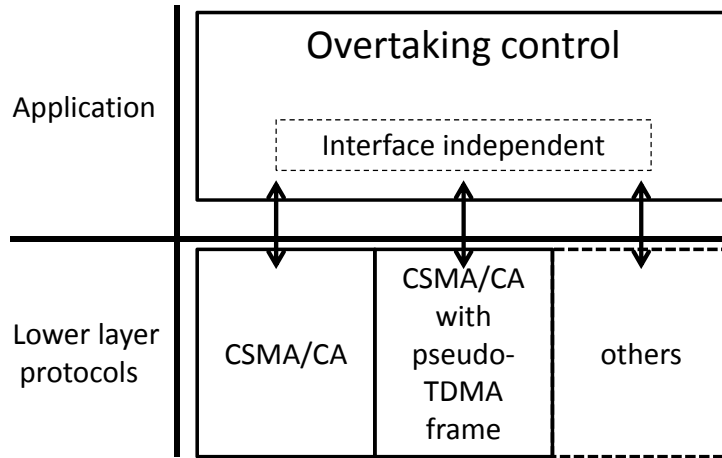 Overtaking control
Application
Interface independent
Lower layer
protocols
CSMA/CA
CSMA/CA
with
pseudo-
TDMA
frame
others